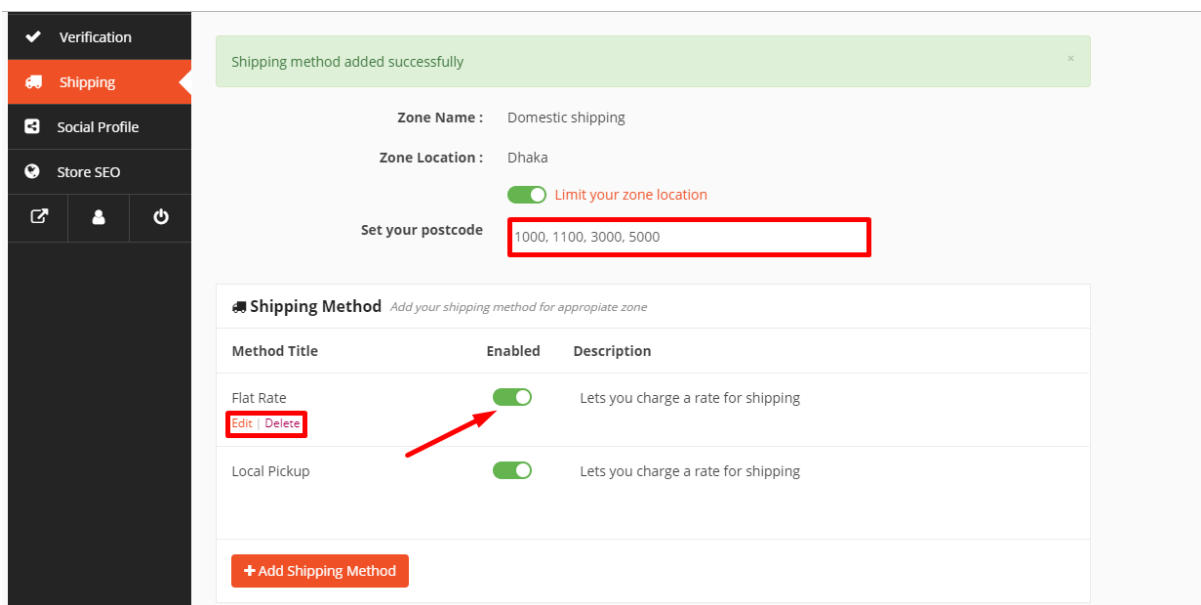 Verification
Shipping
Social Profile
Store SEO
Shipping method added successfully ×
Zone Name : Domestic shipping
Zone Location : Dhaka
Limit your zone location
Set your postcode 1000, 1100, 3000, 5000
Shipping Method Add your shipping method for appropiate zone
Method Title Enabled Description
Flat Rate Lets you charge a rate for shipping
Edit | Delete
Local Pickup Lets you charge a rate for shipping
+ Add Shipping Method